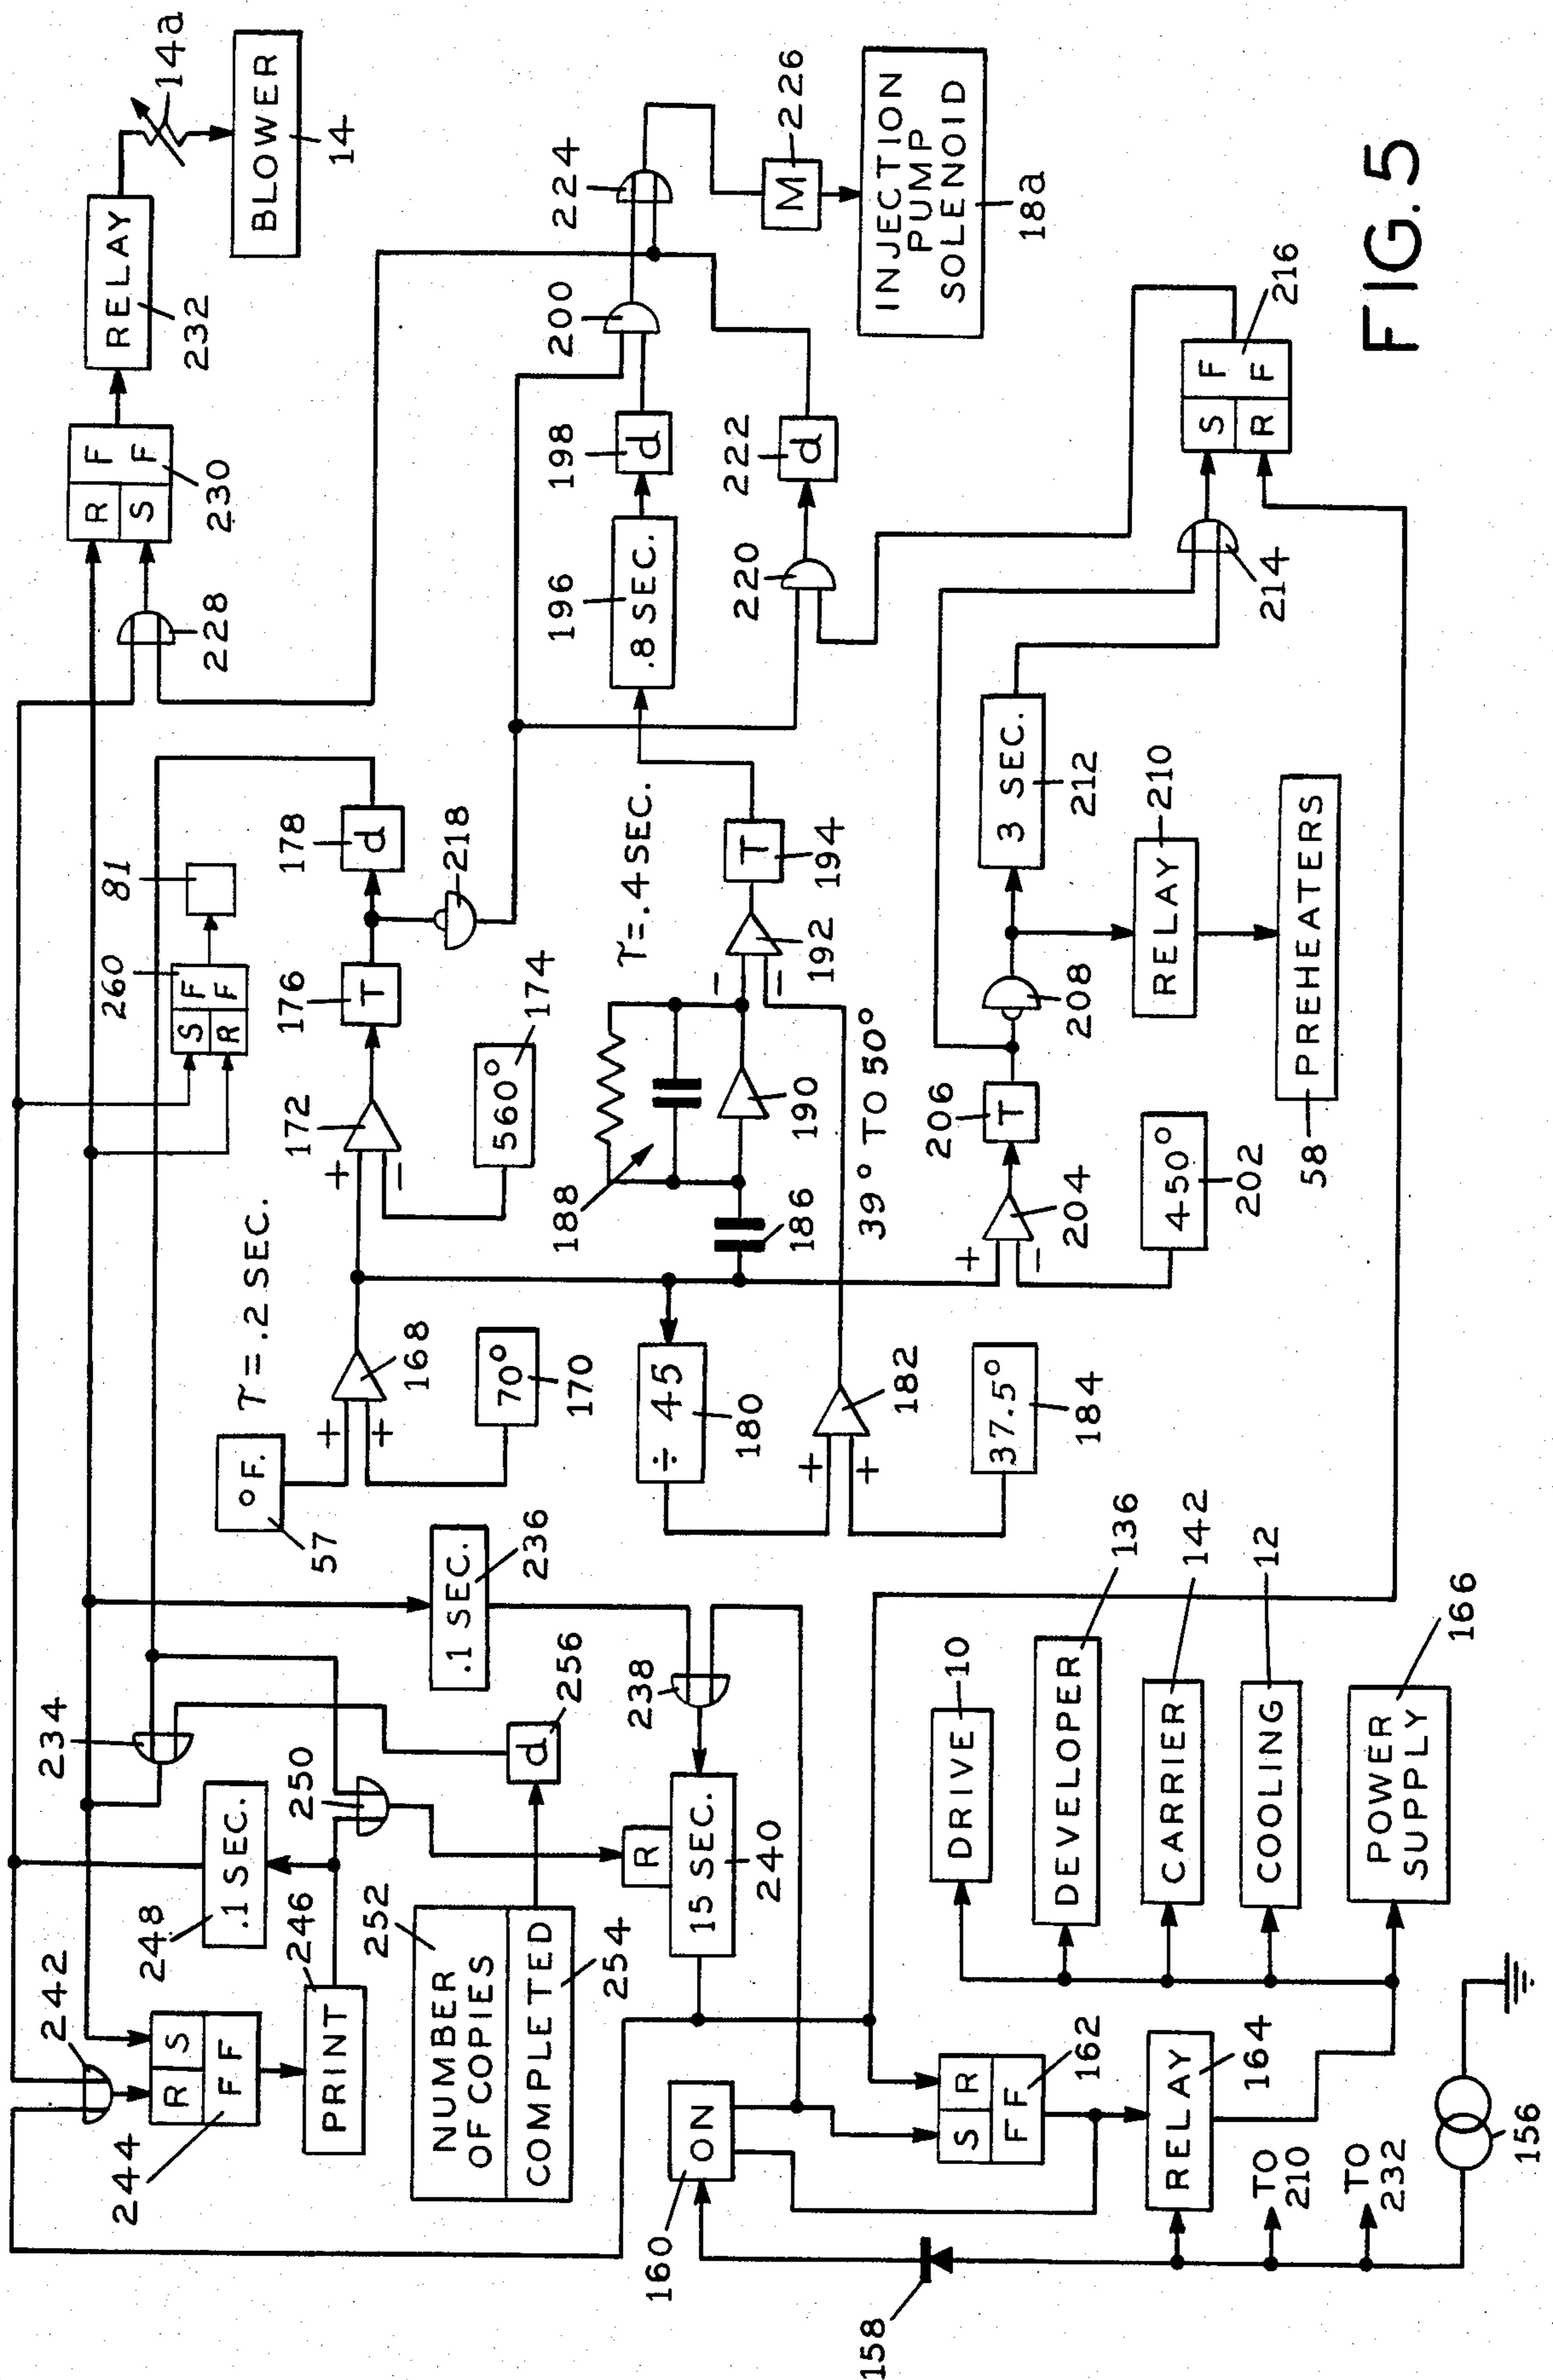 242
244
R
S
F F
248
.1 SEC.
246
PRINT
234
250
252
NUMBER
OF COPIES
COMPLETED
254
d
256
.1 SEC.
236
238
R
15 SEC.
240
160
ON
158
S
R
F F
162
RELAY
164
TO
210
TO
232
156
DRIVE
10
DEVELOPER
136
CARRIER
142
COOLING
12
POWER
SUPPLY
166
°F.
57
τ=.2 SEC.
+
+
168
70°
170
÷ 45
180
+
+
182
37.5°
184
172
+
−
560°
174
176
T
178
d
218
260
S
R
F
F
81
188
186
190
τ=.4 SEC.
−
−
192
T
194
39° TO 50°
+
−
204
450°
202
206
T
208
3 SEC.
212
RELAY
210
PREHEATERS
58
228
R
S
F
F
230
RELAY
232
14a
BLOWER
14
196
.8 SEC.
198
d
200
220
222
d
224
M
226
INJECTION
PUMP
SOLENOID
18a
214
S
R
F
F
216
FIG. 5